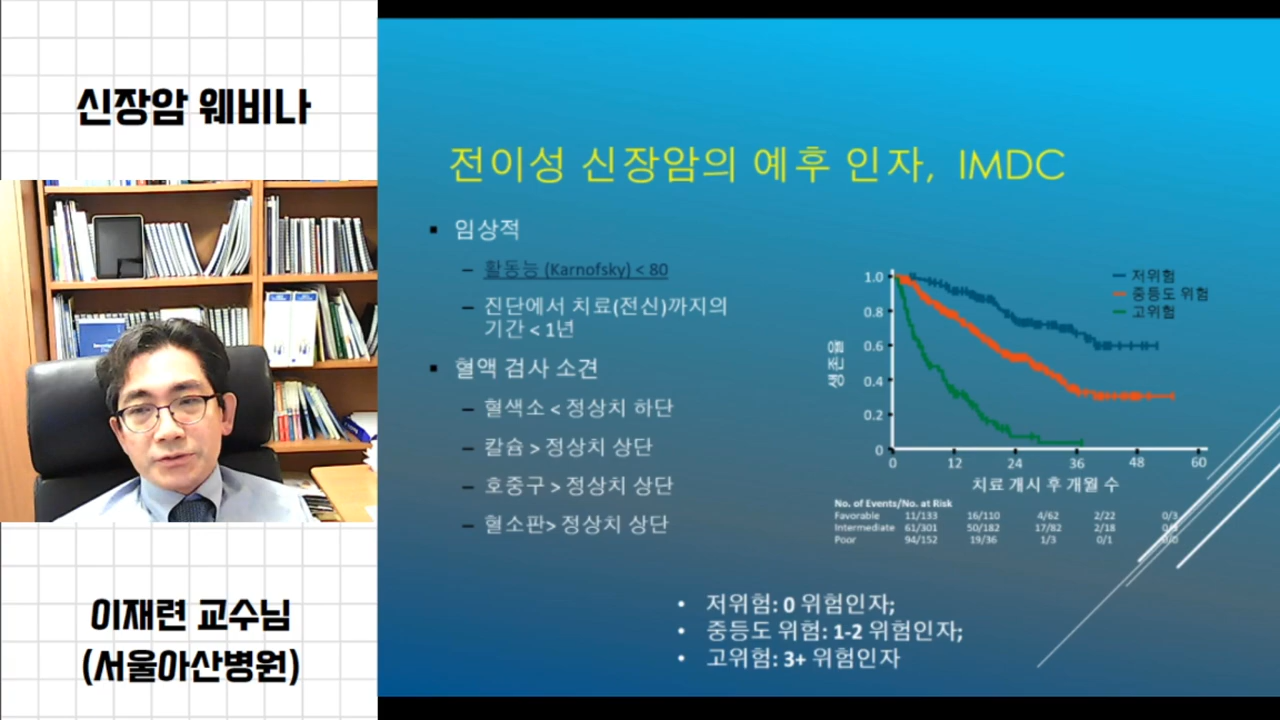 신장암 웨비나
이재련 교수님
(서울아산병원)
전이성 신장암의 예후 인자, IMDC
▪ 임상적
– 활동능 (Karnofsky) < 80
– 진단에서 치료(전신)까지의
기간 < 1년
▪ 혈액 검사 소견
– 혈색소 < 정상치 하단
– 칼슘 > 정상치 상단
– 호중구 > 정상치 상단
– 혈소판> 정상치 상단
저위험
중등도 위험
고위험
생존율
1.0
0.8
0.6
0.4
0.2
0
0 12 24 36 48 60
치료 개시 후 개월 수
No. of Events/No. at Risk
Favorable 11/133 16/110 4/62 2/22 0/3
Intermediate 61/301 50/182 17/82 2/18
Poor 94/152 19/36 1/3 0/1 0/0
• 저위험: 0 위험인자;
• 중등도 위험: 1-2 위험인자;
• 고위험: 3+ 위험인자